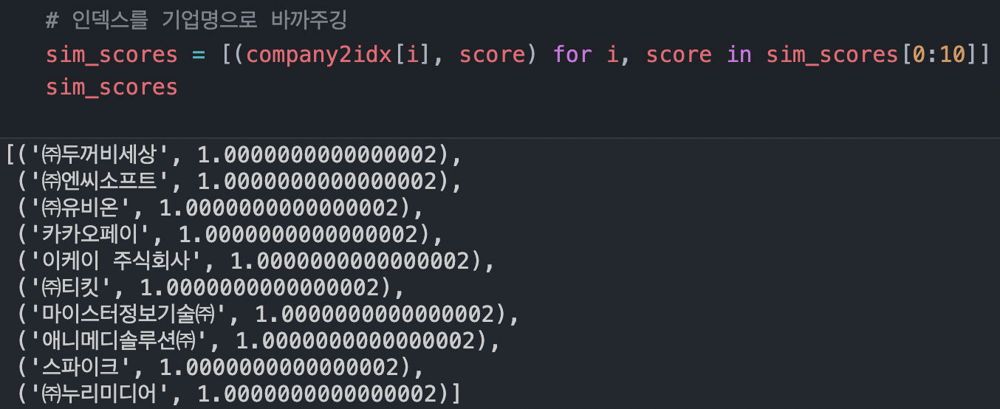 # 인덱스를 기업명으로 바까주깅
sim_scores = [(company2idx[i], score) for i, score in sim_scores[0:10]]
sim_scores
[('㈜두꺼비세상', 1.0000000000000002),
('㈜엔씨소프트', 1.0000000000000002),
('㈜유비온', 1.0000000000000002),
('카카오페이', 1.0000000000000002),
('이케이 주식회사', 1.0000000000000002),
('㈜티킷', 1.0000000000000002),
('마이스터정보기술㈜', 1.0000000000000002),
('애니메디솔루션㈜', 1.0000000000000002),
('스파이크', 1.0000000000000002),
('㈜누리미디어', 1.0000000000000002)]